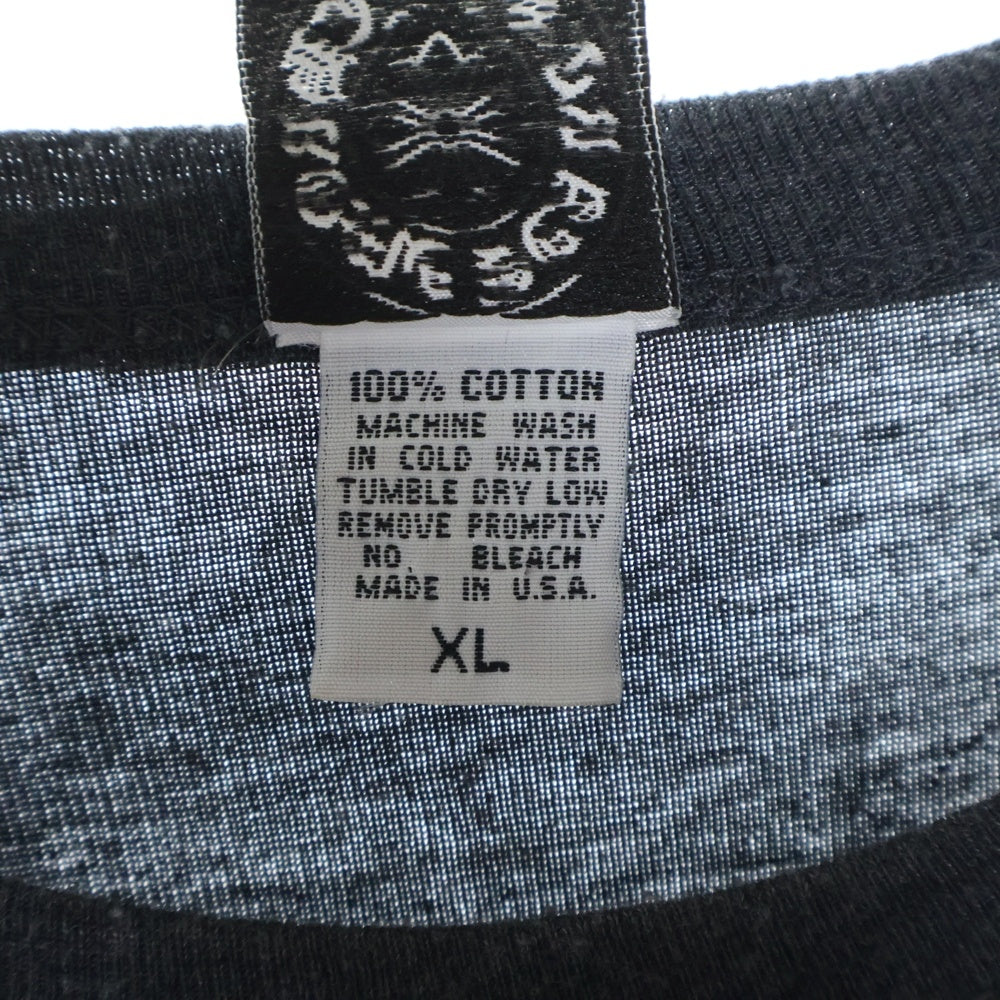 100% COTTON
MACHINE WASH
IN COLD WATER
TUMBLE DRY LOW
REMOVE PROMPTLY
NO BLEACH
MADE IN U.S.A.
XL